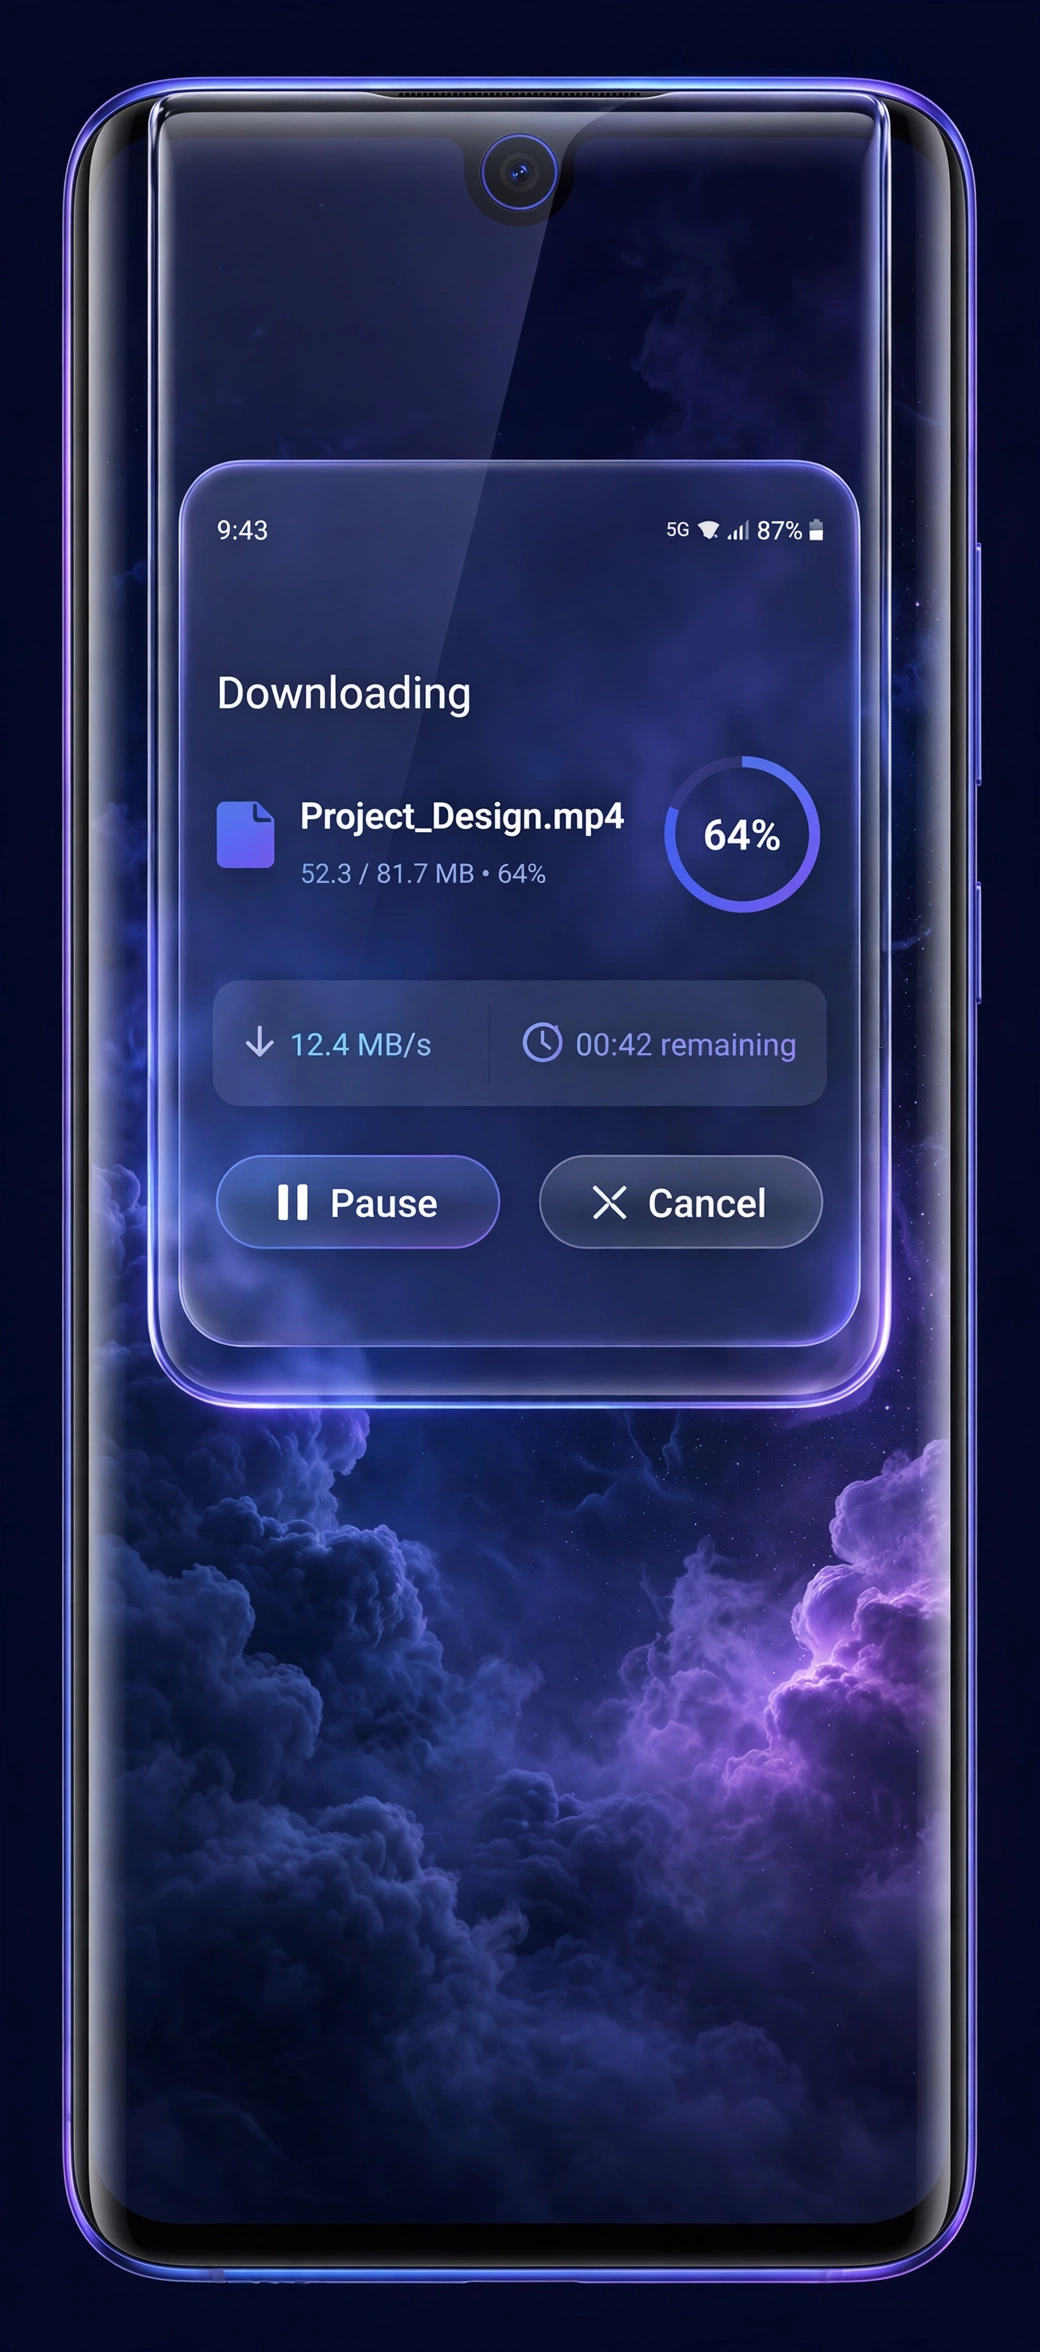 9:43 5G 87%
Downloading
Project_Design.mp4
52.3 / 81.7 MB • 64%
64%
12.4 MB/s 00:42 remaining
Pause Cancel